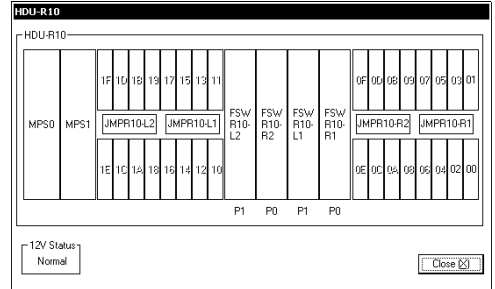 HDU-R10
HDU-R10
1F 1D 1B 19 17 15 13 11
0F 0D 0B 09 07 05 03 01
MPS0 MPS1 JMPR10-L2 JMPR10-L1
FSW R10- L2
FSW R10- R2
FSW R10- L1
FSW R10- R1
JMPR10-R2 JMPR10-R1
1E 1C 1A 18 16 14 12 10
0E 0C 0A 08 06 04 02 00
P1 P0 P1 P0
12V Status
Normal
Close (X)